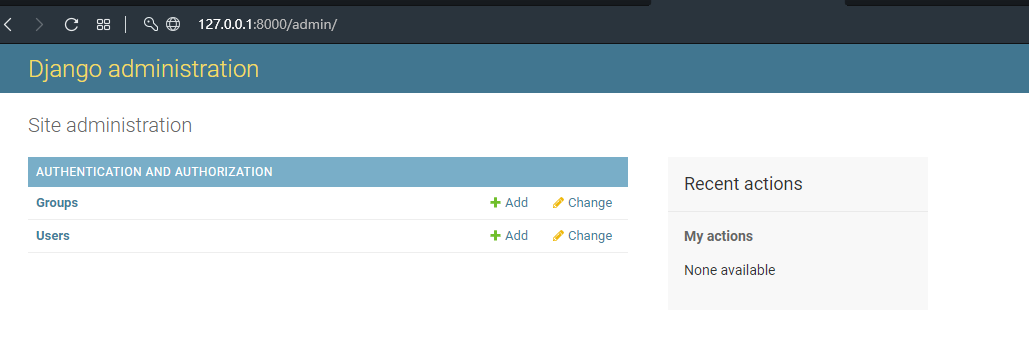 127.0.0.1:8000/admin/
Django administration
Site administration
AUTHENTICATION AND AUTHORIZATION
Groups Add Change
Users Add Change
Recent actions
My actions
None available